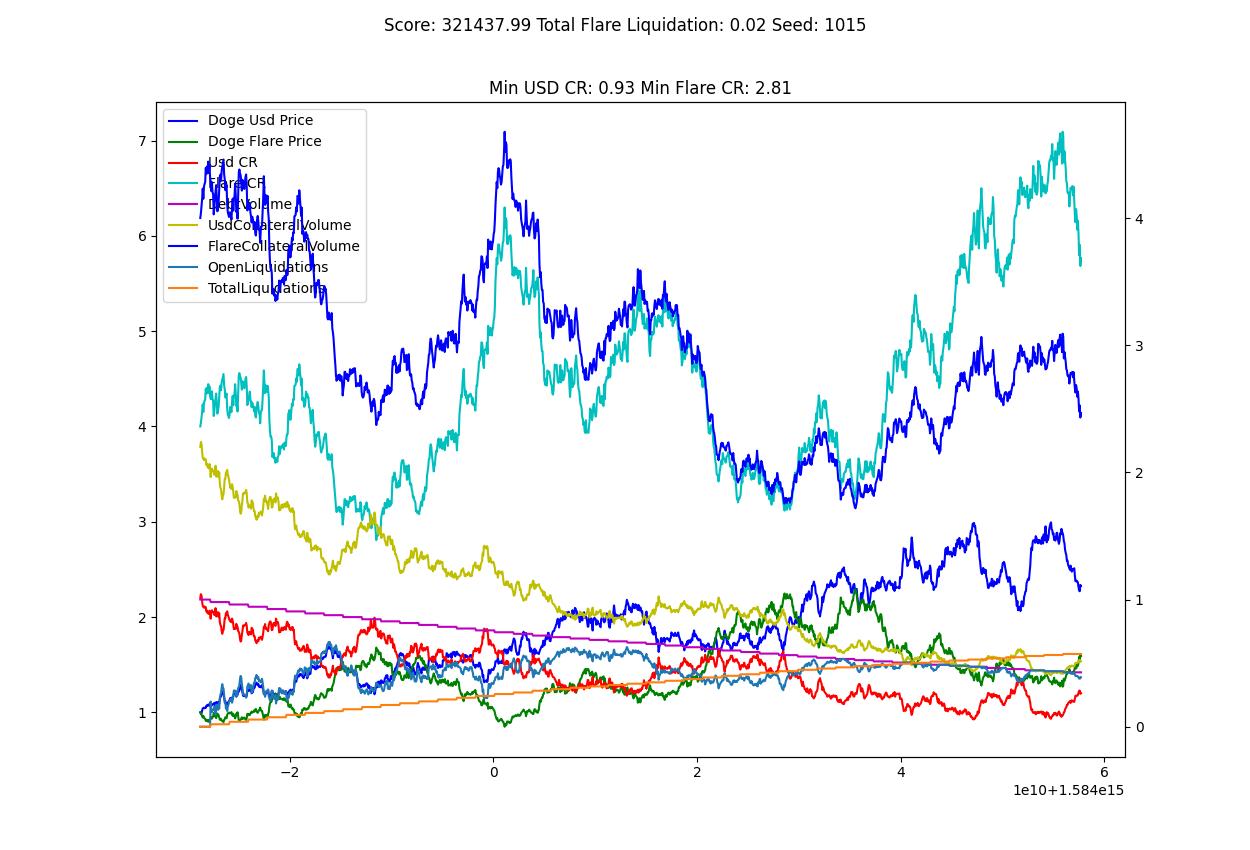 Score: 321437.99 Total Flare Liquidation: 0.02 Seed: 1015
Min USD CR: 0.93 Min Flare CR: 2.81
Doge Usd Price
Doge Flare Price
Usd CR
Flare CR
DebtVolume
UsdCollateralVolume
FlareCollateralVolume
OpenLiquidations
TotalLiquidations
7
6
5
4
3
2
1
4
3
2
1
0
−2
0
2
4
6
1e10+1.584e15